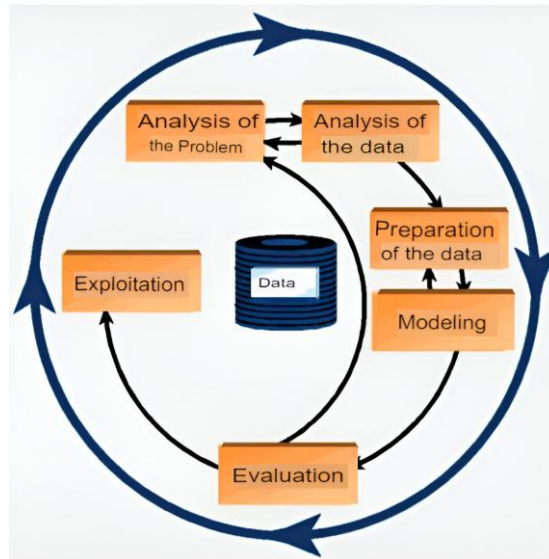 Analysis of
the Problem
Analysis of
the data
Preparation
of the data
Exploitation
Data
Modeling
Evaluation